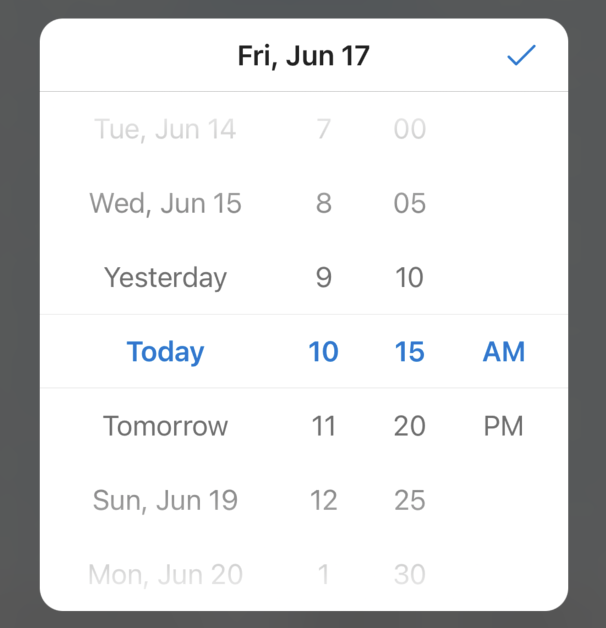 Fri, Jun 17
Tue, Jun 14 7 00
Wed, Jun 15 8 05
Yesterday 9 10
Today 10 15 AM
Tomorrow 11 20 PM
Sun, Jun 19 12 25
Mon, Jun 20 1 30